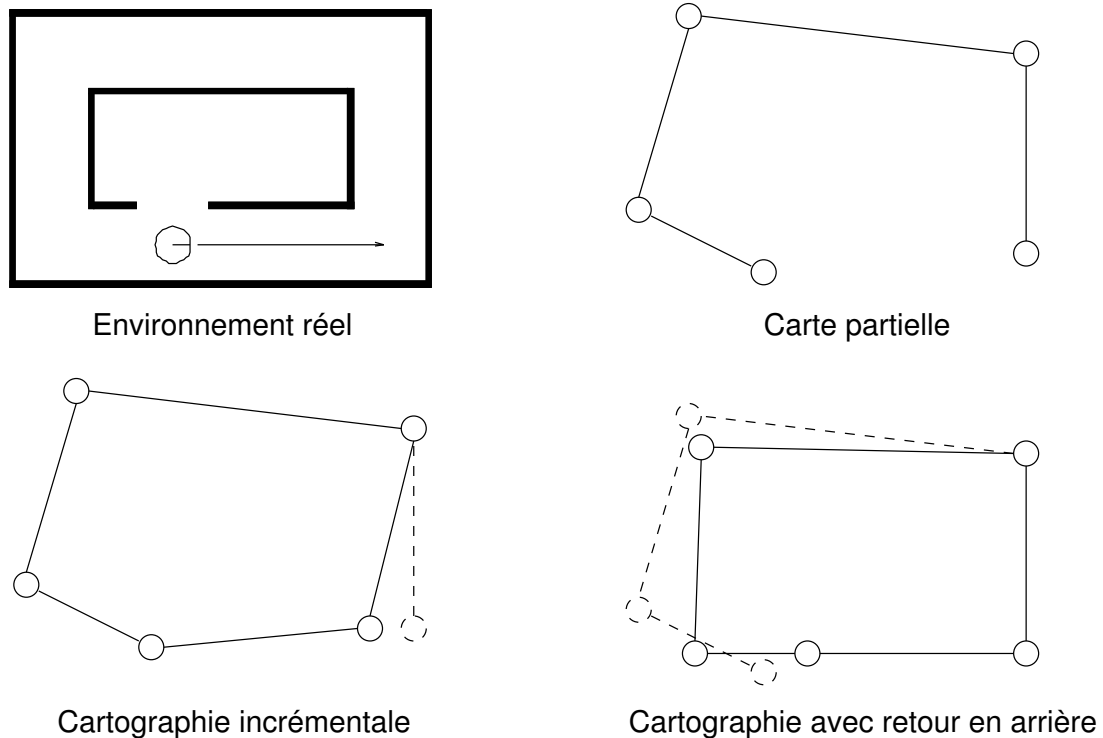 Environnement réel
Carte partielle
Cartographie incrémentale
Cartographie avec retour en arrière